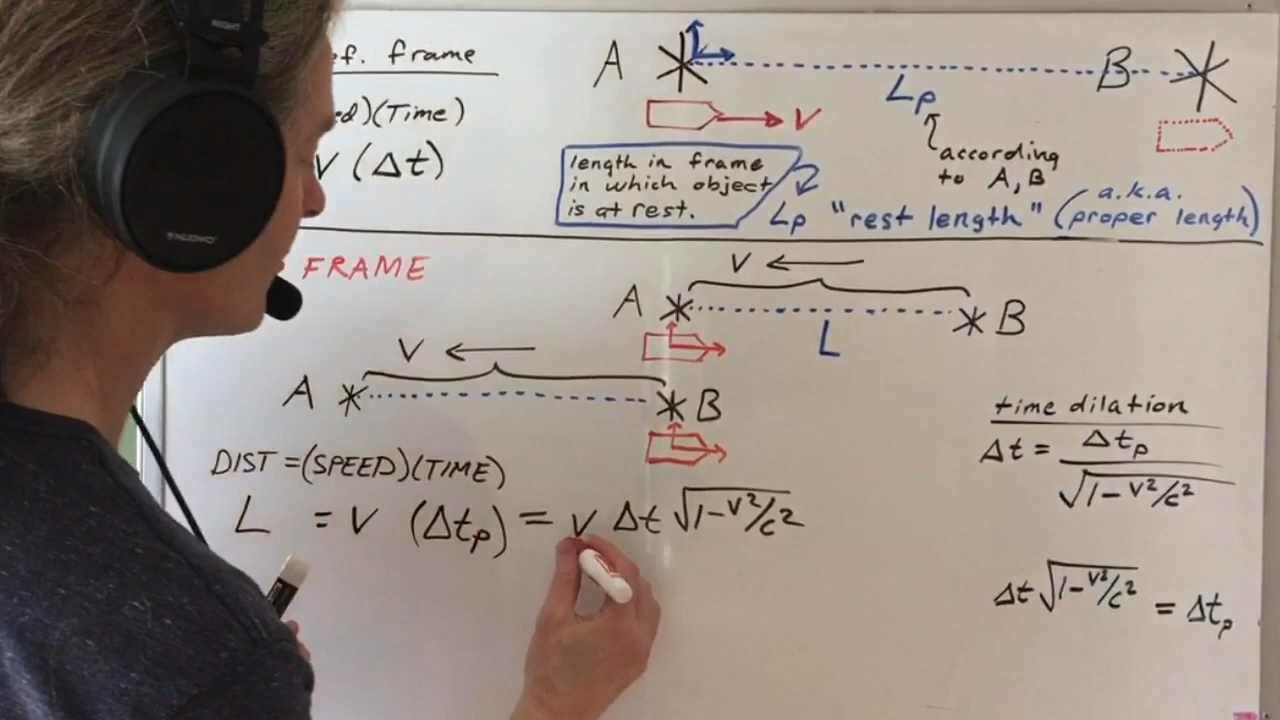 RIGHT
f. frame
A
B
Lp
ed)(Time)
V
according
to A, B
V (Δt)
length in frame
in which object
is at rest.
Lp "rest length" (a.k.a. proper length)
FRAME
V
A
B
L
V
A
B
time dilation
Δt = Δtp / √1-v²/c²
DIST = (SPEED)(TIME)
L = V (Δtp) = V Δt √1-v²/c²
Δt √1-v²/c² = Δtp